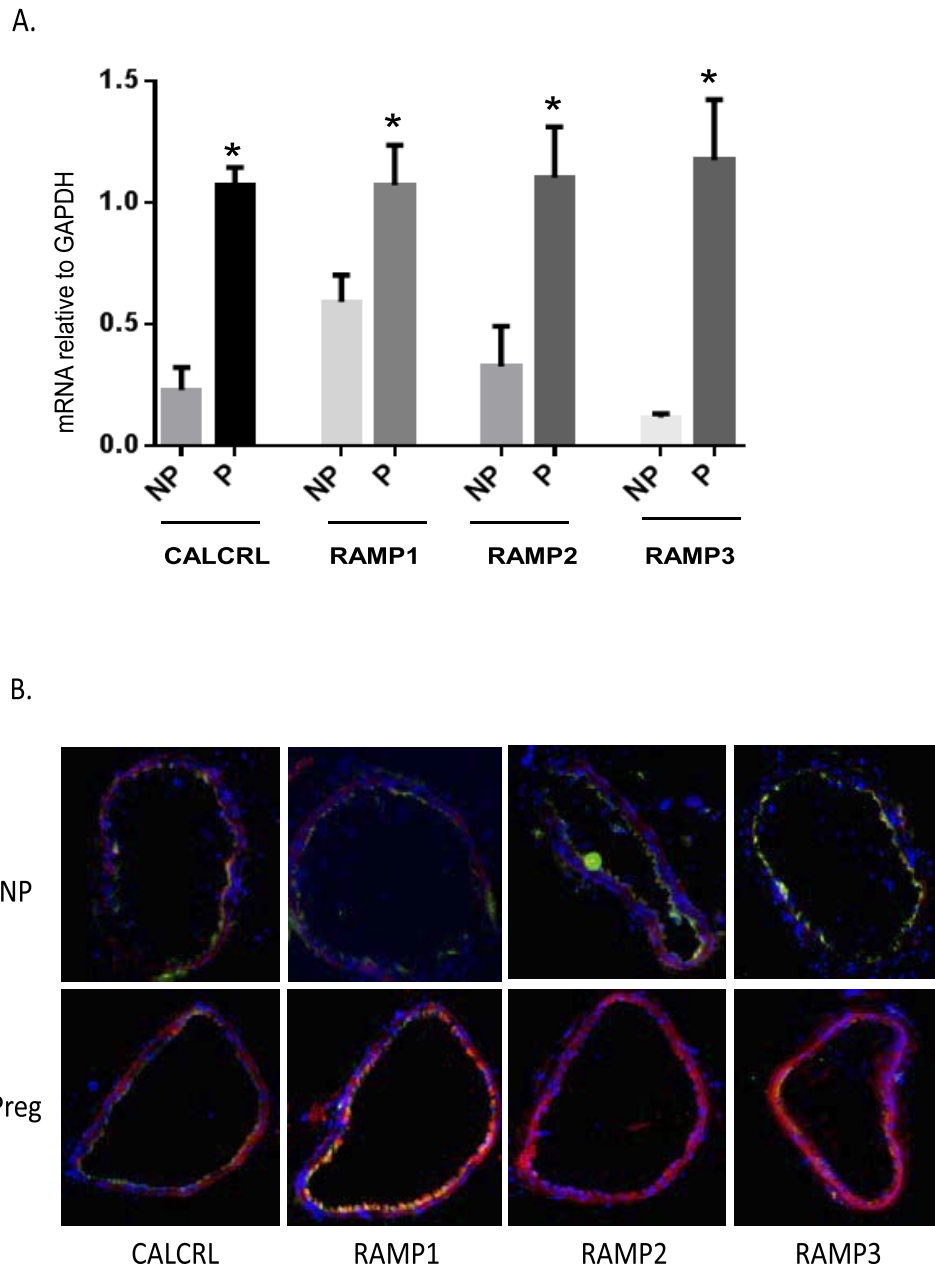 A.
1.5
1.0
0.5
0.0
mRNA relative to GAPDH
* * * *
NP P NP P NP P NP P
CALCRL RAMP1 RAMP2 RAMP3
B.
NP
Preg
CALCRL RAMP1 RAMP2 RAMP3